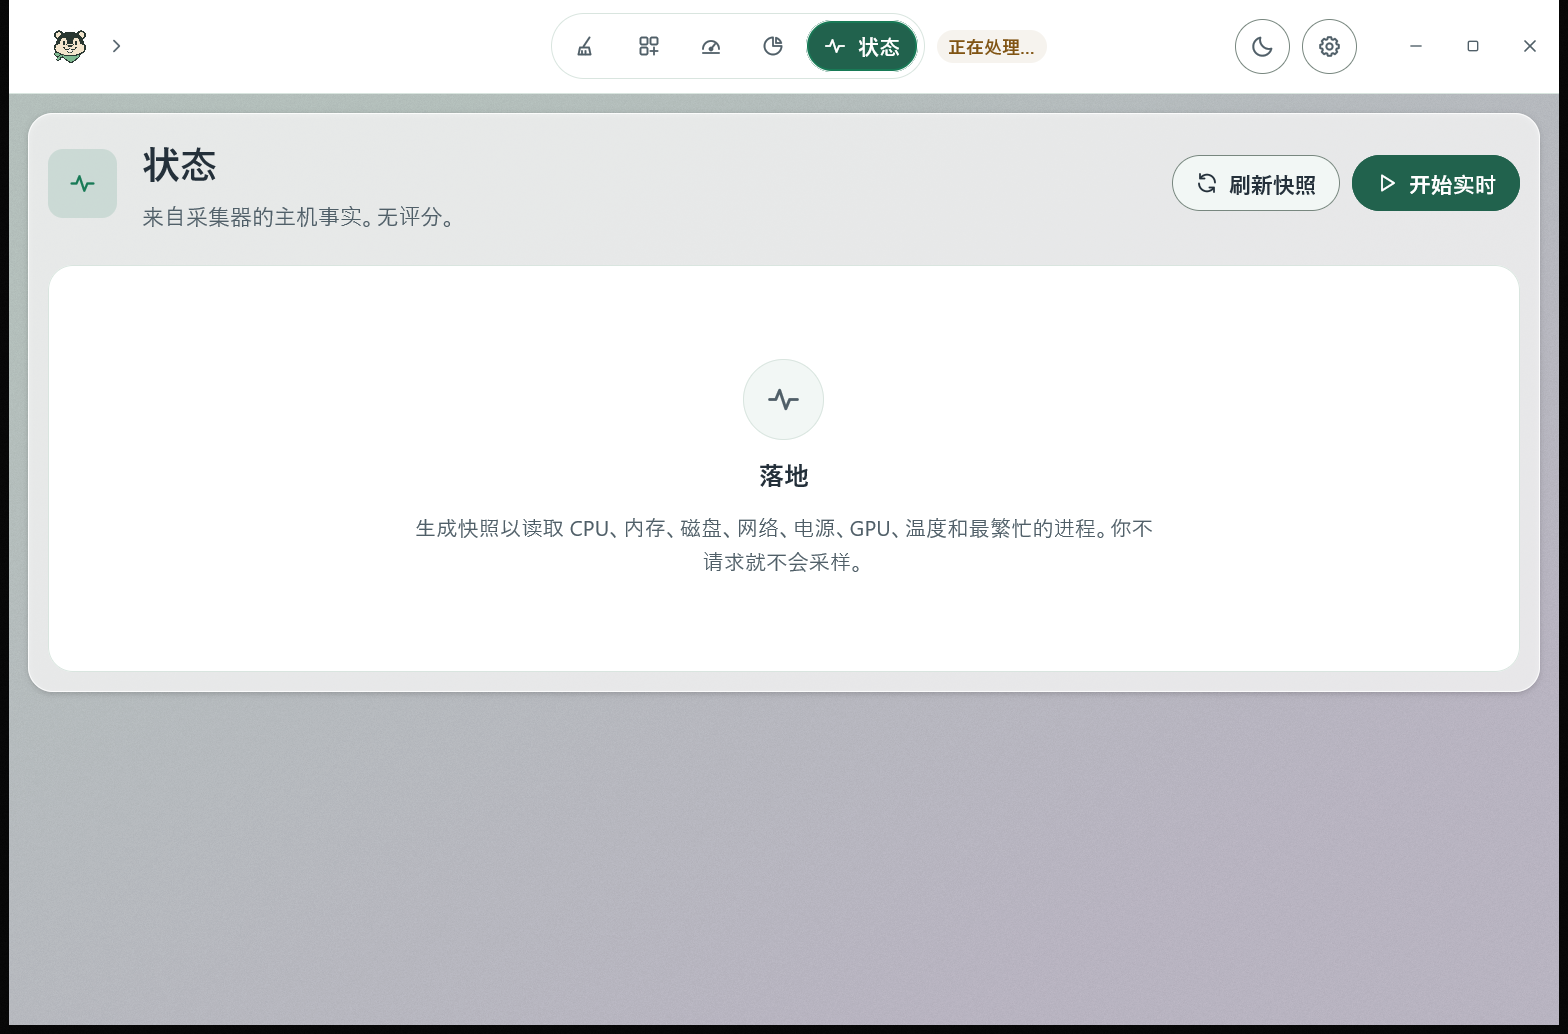 状态
正在处理...
状态
来自采集器的主机事实。无评分。
刷新快照
开始实时
落地
生成快照以读取 CPU、内存、磁盘、网络、电源、GPU、温度和最繁忙的进程。你不
请求就不会采样。